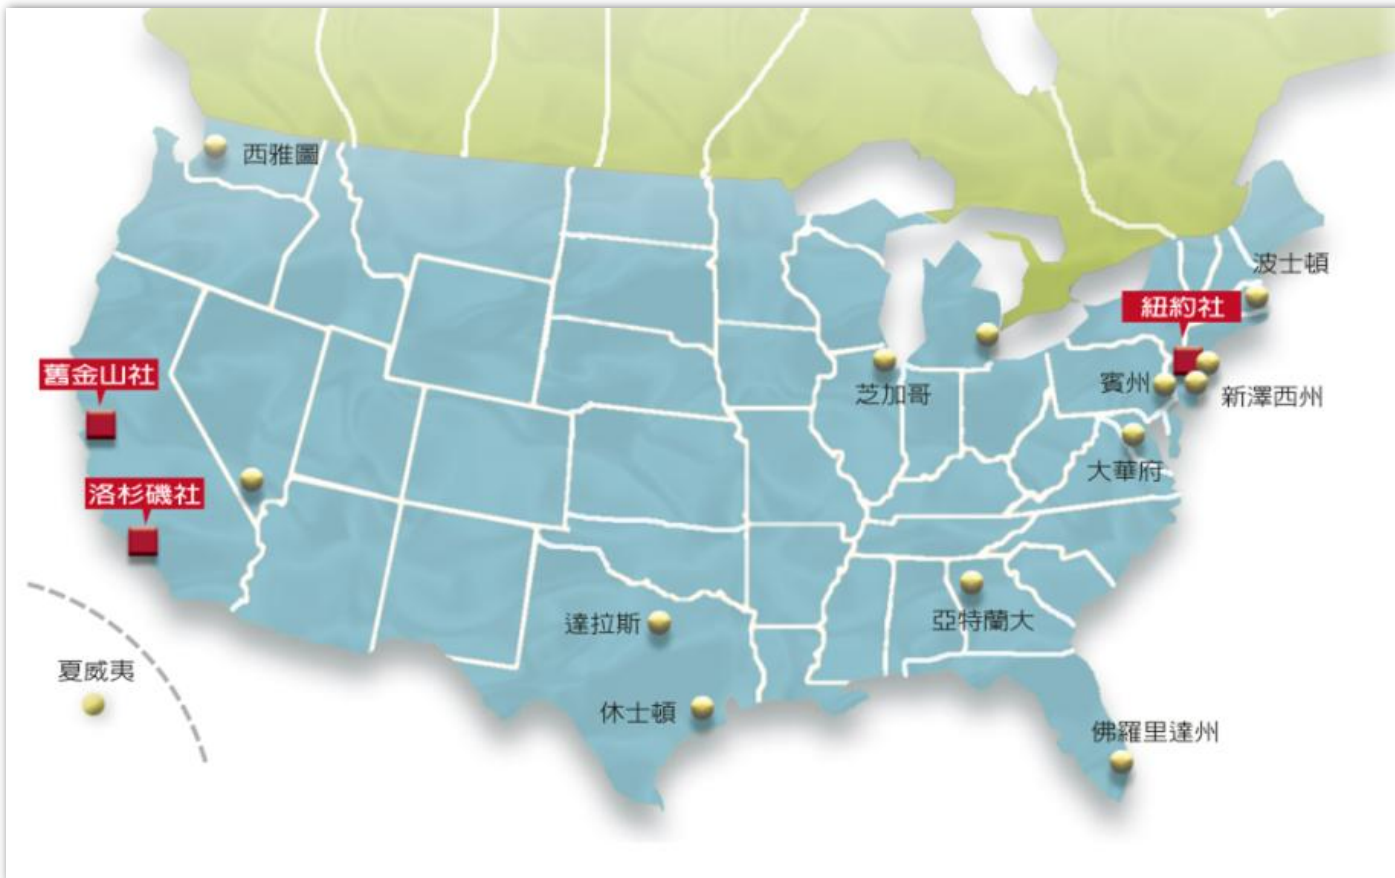 西雅圖
波士頓
紐約社
舊金山社
芝加哥
賓州
新澤西州
大華府
洛杉磯社
達拉斯
亞特蘭大
夏威夷
休士頓
佛羅里達州